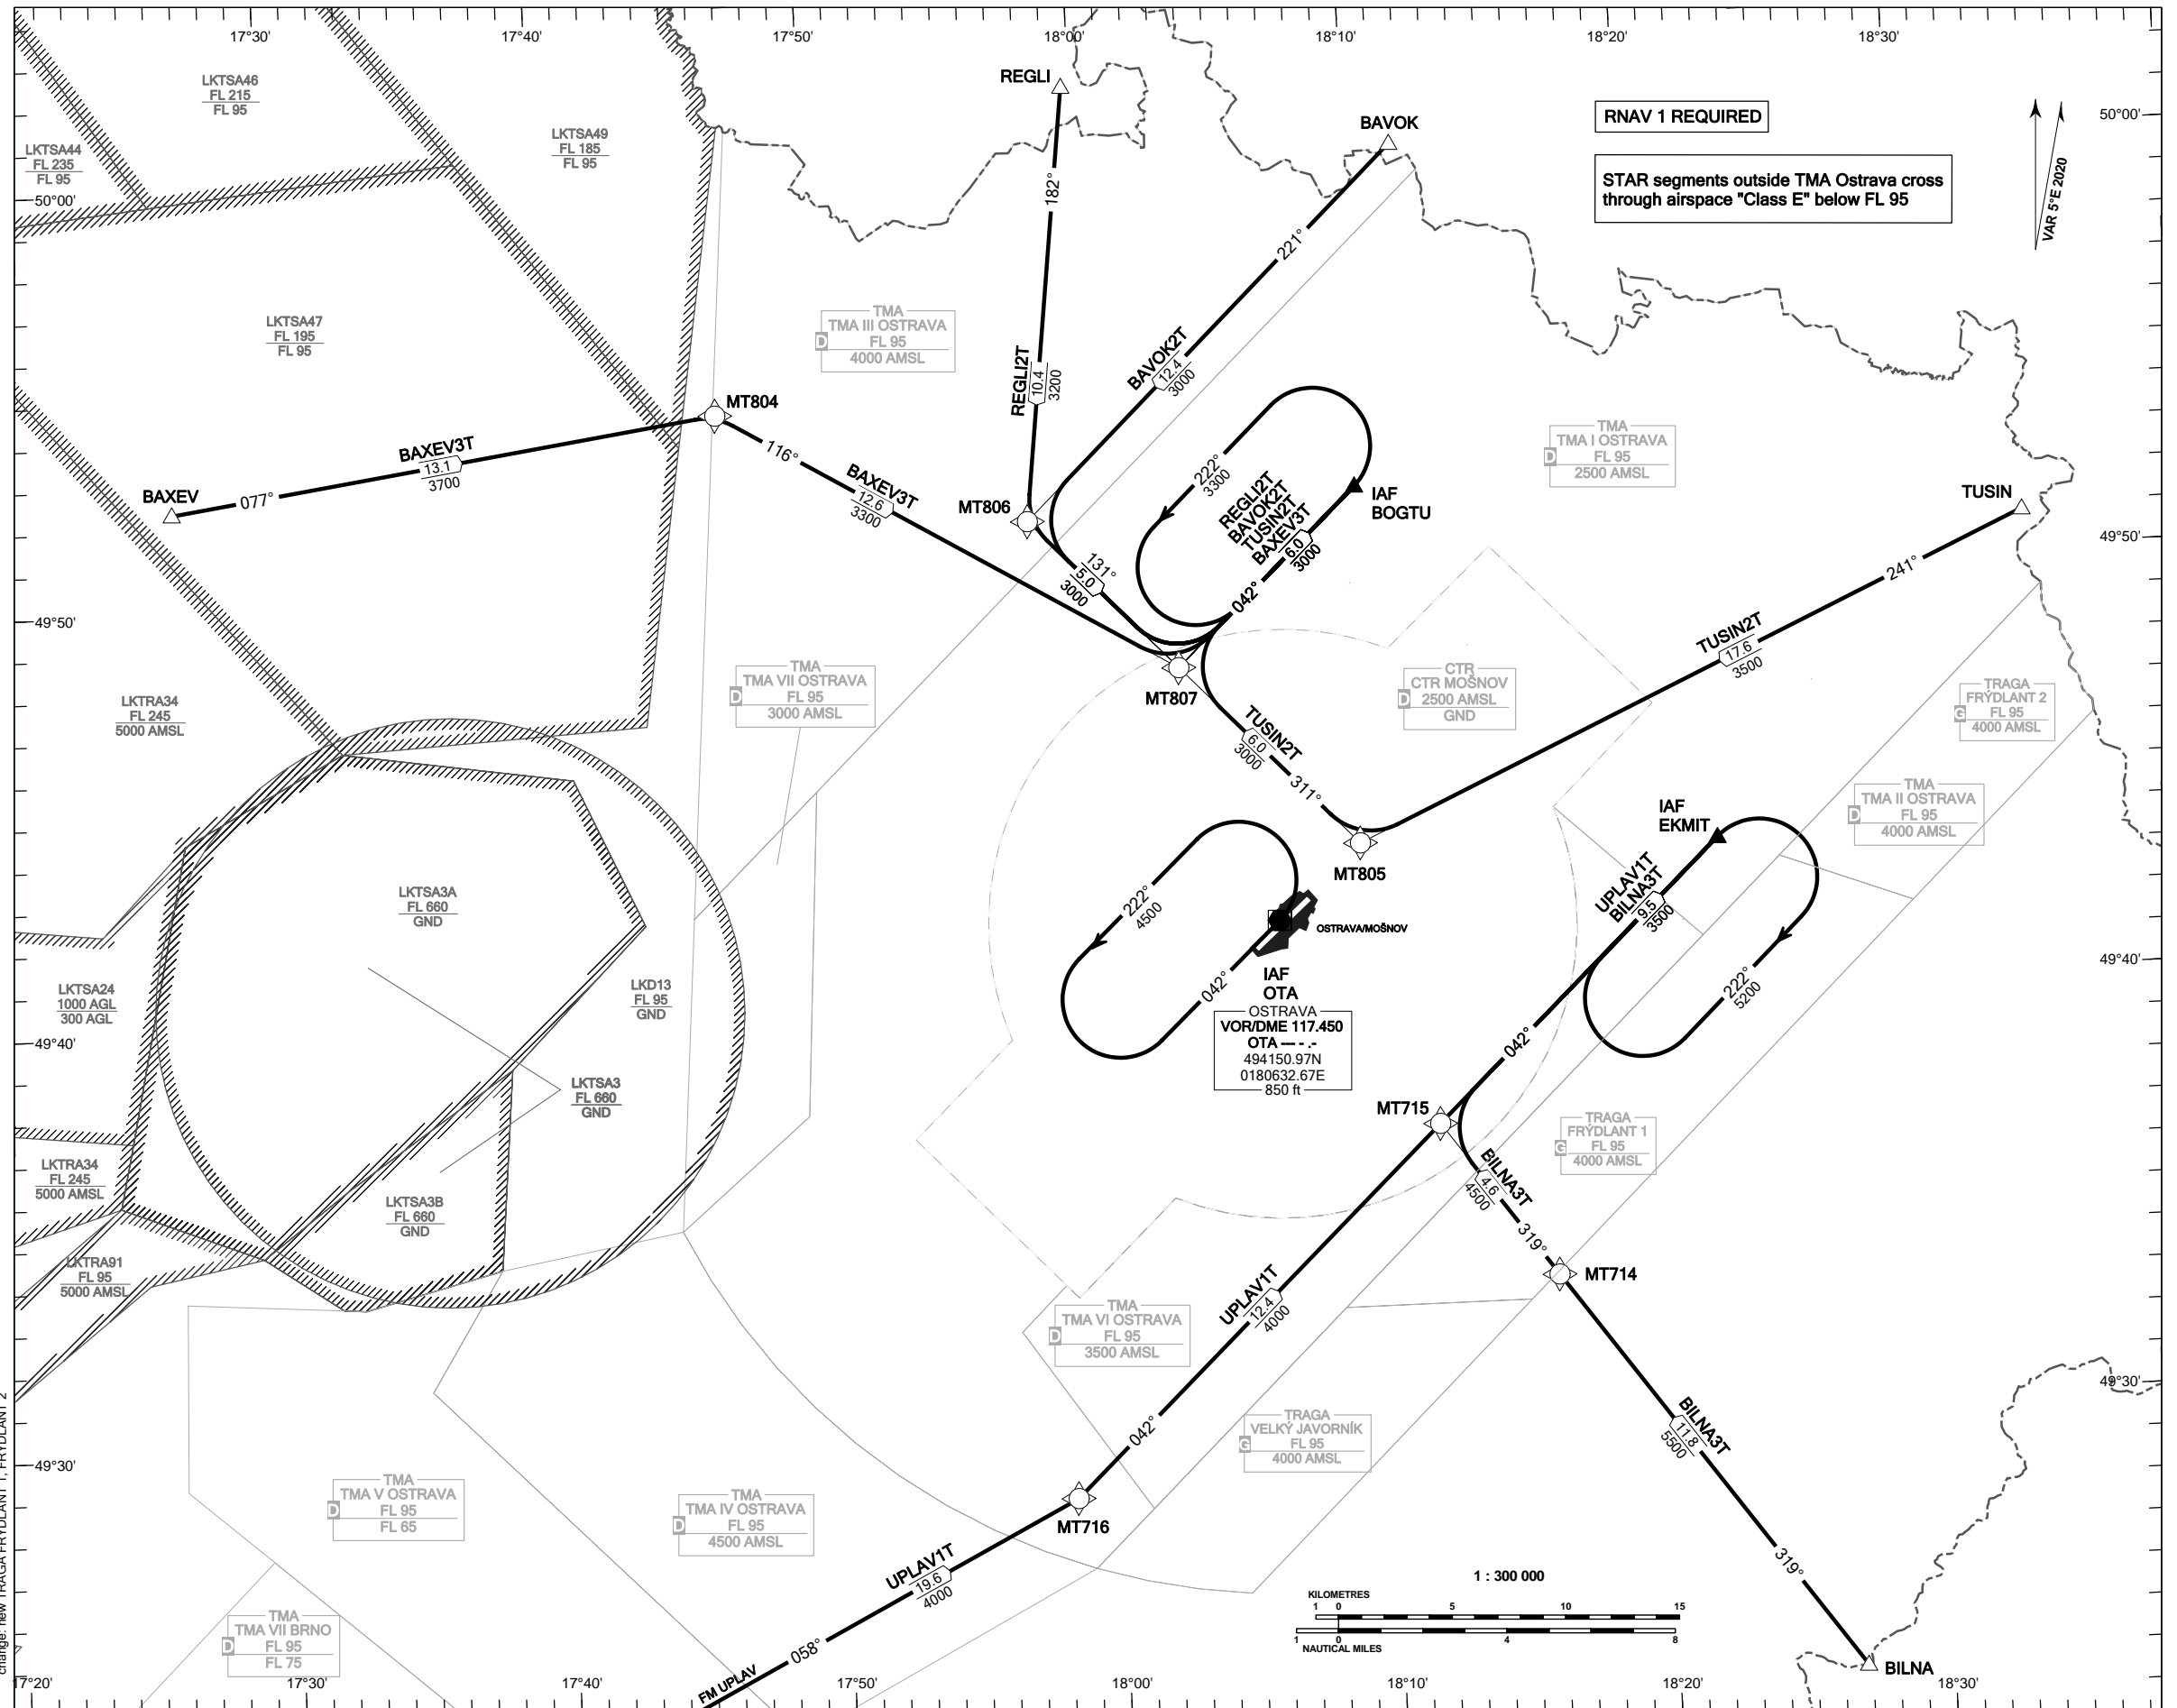 17°30'
17°40'
17°50'
18°00'
18°10'
18°20'
18°30'
LKTSA46
FL 215
FL 95
LKTSA44
FL 235
FL 95
LKTSA49
FL 185
FL 95
REGLI
BAVOK
RNAV 1 REQUIRED
STAR segments outside TMA Ostrava cross
through airspace "Class E" below FL 95
VAR 5°E 2020
50°00'
50°00'
182°
221°
LKTSA47
FL 195
FL 95
TMA
TMA III OSTRAVA
D
FL 95
4000 AMSL
REGLI2T
10.4
3200
BAVOK2T
12.4
3000
MT804
116°
BAXEV3T
13.1
3700
BAXEV
077°
BAXEV3T
12.6
3300
MT806
131°
5.0
3000
222°
3300
REGLI2T
BAVOK2T
TUSIN2T
BAXEV3T
6.0
3000
042°
IAF
BOGTU
TMA
TMA I OSTRAVA
D
FL 95
2500 AMSL
TUSIN
49°50'
241°
TUSIN2T
17.6
3500
49°50'
MT807
TUSIN2T
6.0
3000
311°
MT805
CTR
CTR MOŠNOV
D
2500 AMSL
GND
TMA
TMA VII OSTRAVA
D
FL 95
3000 AMSL
TRAGA
FRÝDLANT 2
G
FL 95
4000 AMSL
LKTRA34
FL 245
5000 AMSL
TMA
TMA II OSTRAVA
D
FL 95
4000 AMSL
IAF
EKMIT
UPLAV1T
BILNA3T
9.5
3500
222°
5200
042°
LKTSA3A
FL 660
GND
222°
4500
042°
OSTRAVA/MOŠNOV
IAF
OTA
OSTRAVA
VOR/DME 117.450
OTA --- - .-
494150.97N
0180632.67E
850 ft
LKTSA24
1000 AGL
300 AGL
LKD13
FL 95
GND
49°40'
49°40'
LKTSA3
FL 660
GND
MT715
BILNA3T
4.6
4500
319°
TRAGA
FRÝDLANT 1
G
FL 95
4000 AMSL
LKTRA34
FL 245
5000 AMSL
LKTSA3B
FL 660
GND
LKTRA91
FL 95
5000 AMSL
MT714
UPLAV1T
12.4
4000
TMA
TMA VI OSTRAVA
D
FL 95
3500 AMSL
49°30'
49°30'
BILNA3T
11.8
5500
TRAGA
VELKÝ JAVORNÍK
G
FL 95
4000 AMSL
042°
MT716
TMA
TMA V OSTRAVA
D
FL 95
FL 65
TMA
TMA IV OSTRAVA
D
FL 95
4500 AMSL
UPLAV1T
19.6
4000
058°
FM UPLAV
319°
BILNA
1 : 300 000
KILOMETRES
1 0 5 10 15
1 0 4 8
NAUTICAL MILES
TMA
TMA VII BRNO
D
FL 95
FL 75
change: new TRAGA FRÝDLANT 1, FRÝDLANT 2
17°20'
17°30'
17°40'
17°50'
18°00'
18°10'
18°20'
18°30'